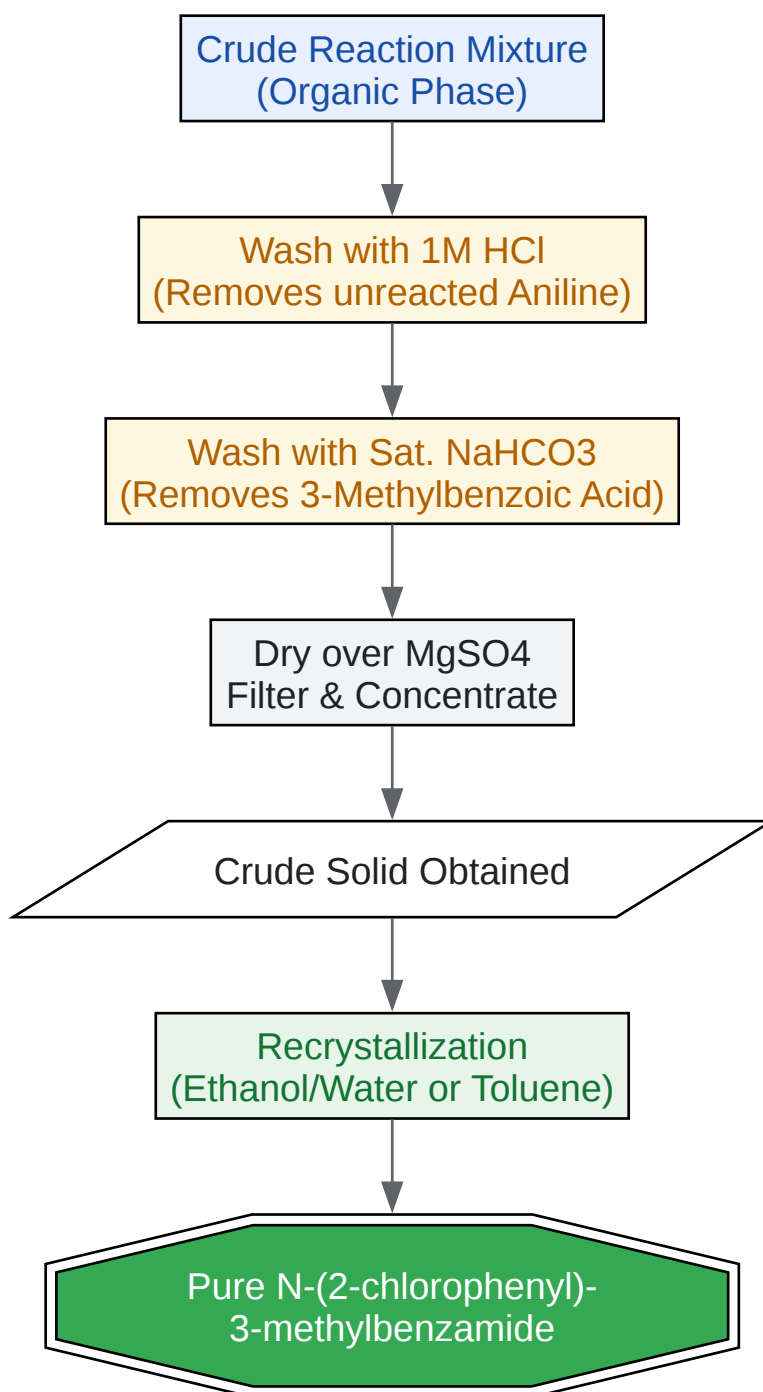 Crude Reaction Mixture
(Organic Phase)
Wash with 1M HCl
(Removes unreacted Aniline)
Wash with Sat. NaHCO3
(Removes 3-Methylbenzoic Acid)
Dry over MgSO4
Filter & Concentrate
Crude Solid Obtained
Recrystallization
(Ethanol/Water or Toluene)
Pure N-(2-chlorophenyl)-
3-methylbenzamide